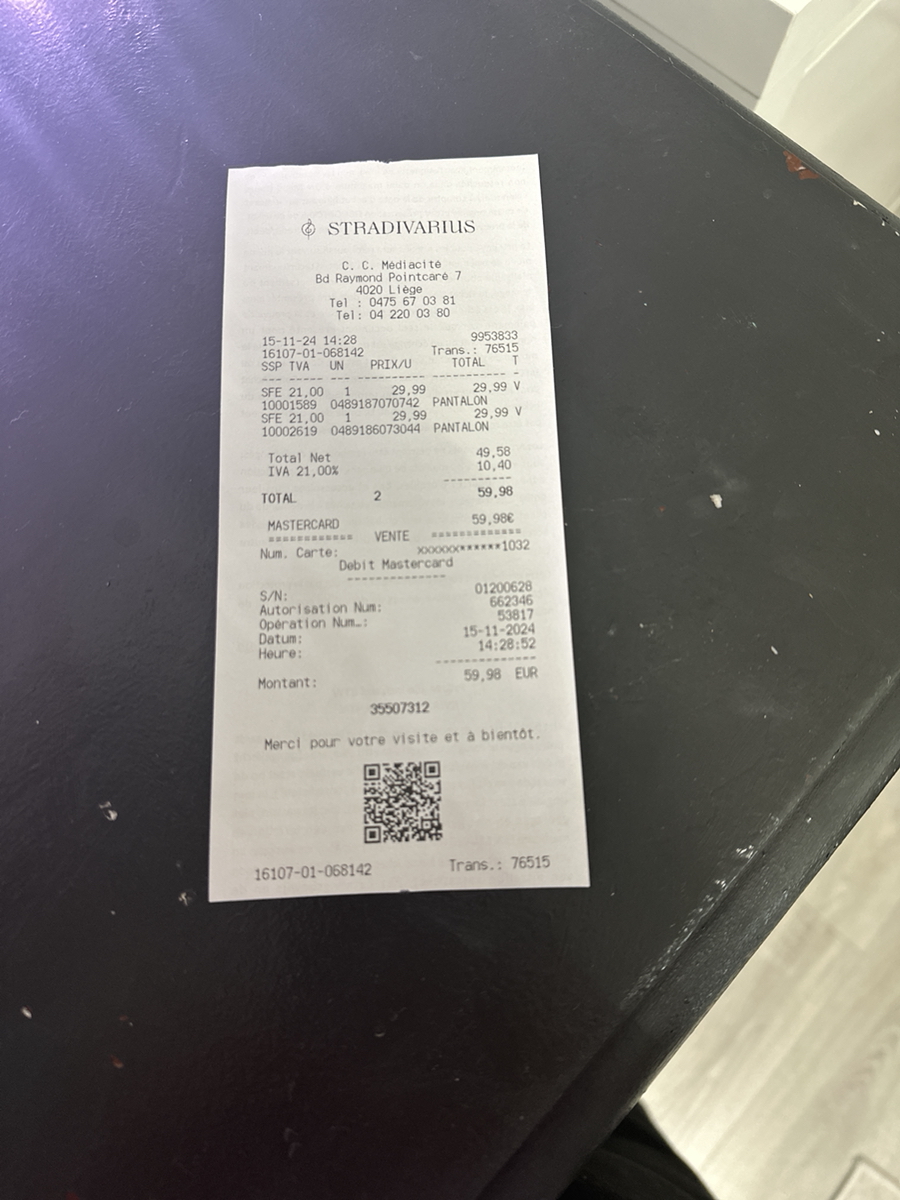 STRADIVARIUS
C. C. Médiacité
Bd Raymond Pointcaré 7
4020 Liège
Tel : 0475 67 03 81
Tel: 04 220 03 80
15-11-24 14:28 9953833
16107-01-068142 Trans.: 76515
SSP TVA UN PRIX/U TOTAL T
SFE 21,00 1 29,99 29,99 V
10001589 0489187070742 PANTALON
SFE 21,00 1 29,99 29,99 V
10002619 0489186073044 PANTALON
Total Net 49,58
IVA 21,00% 10,40
TOTAL 2 59,98
MASTERCARD 59,98€
============ VENTE ============
Num. Carte: xxxxxx******1032
Debit Mastercard
S/N: 01200628
Autorisation Num: 662346
Opération Num…: 53817
Datum: 15-11-2024
Heure: 14:28:52
Montant: 59,98 EUR
35507312
Merci pour votre visite et à bientôt.
16107-01-068142 Trans.: 76515